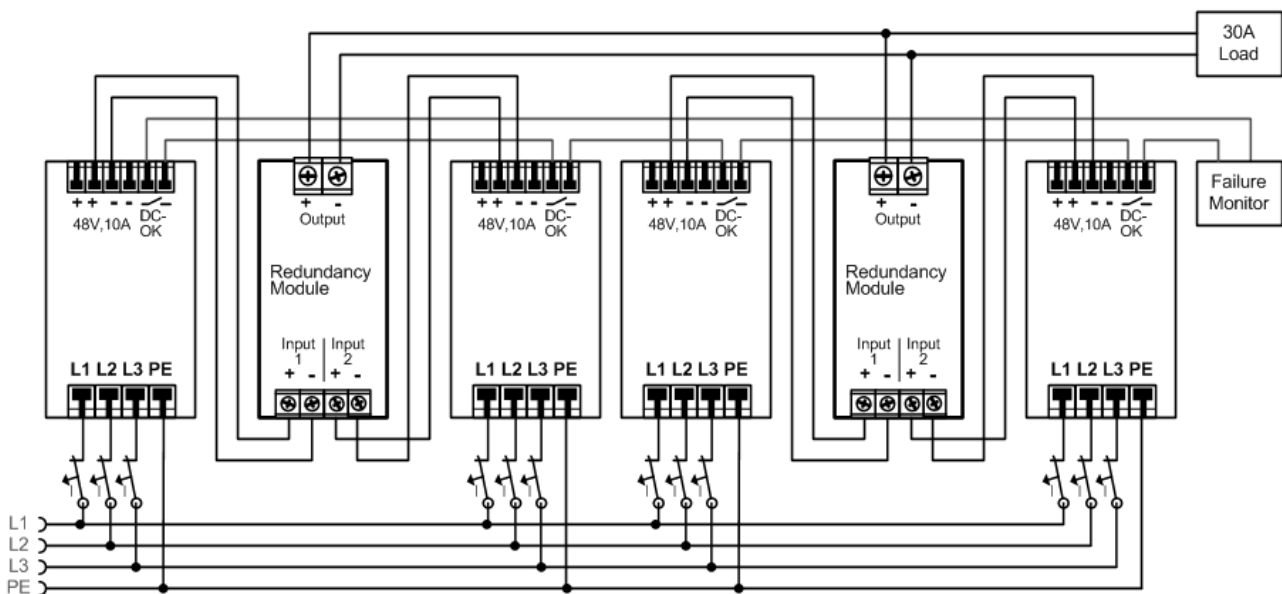 30A
Load
Failure
Monitor
+ + - -
48V,10A
DC-
OK
L1 L2 L3 PE
+ -
Output
Redundancy
Module
Input
1
Input
2
+ - + -
+ + - -
48V,10A
DC-
OK
L1 L2 L3 PE
+ + - -
48V,10A
DC-
OK
L1 L2 L3 PE
+ -
Output
Redundancy
Module
Input
1
Input
2
+ - + -
+ + - -
48V,10A
DC-
OK
L1 L2 L3 PE
L1
L2
L3
PE